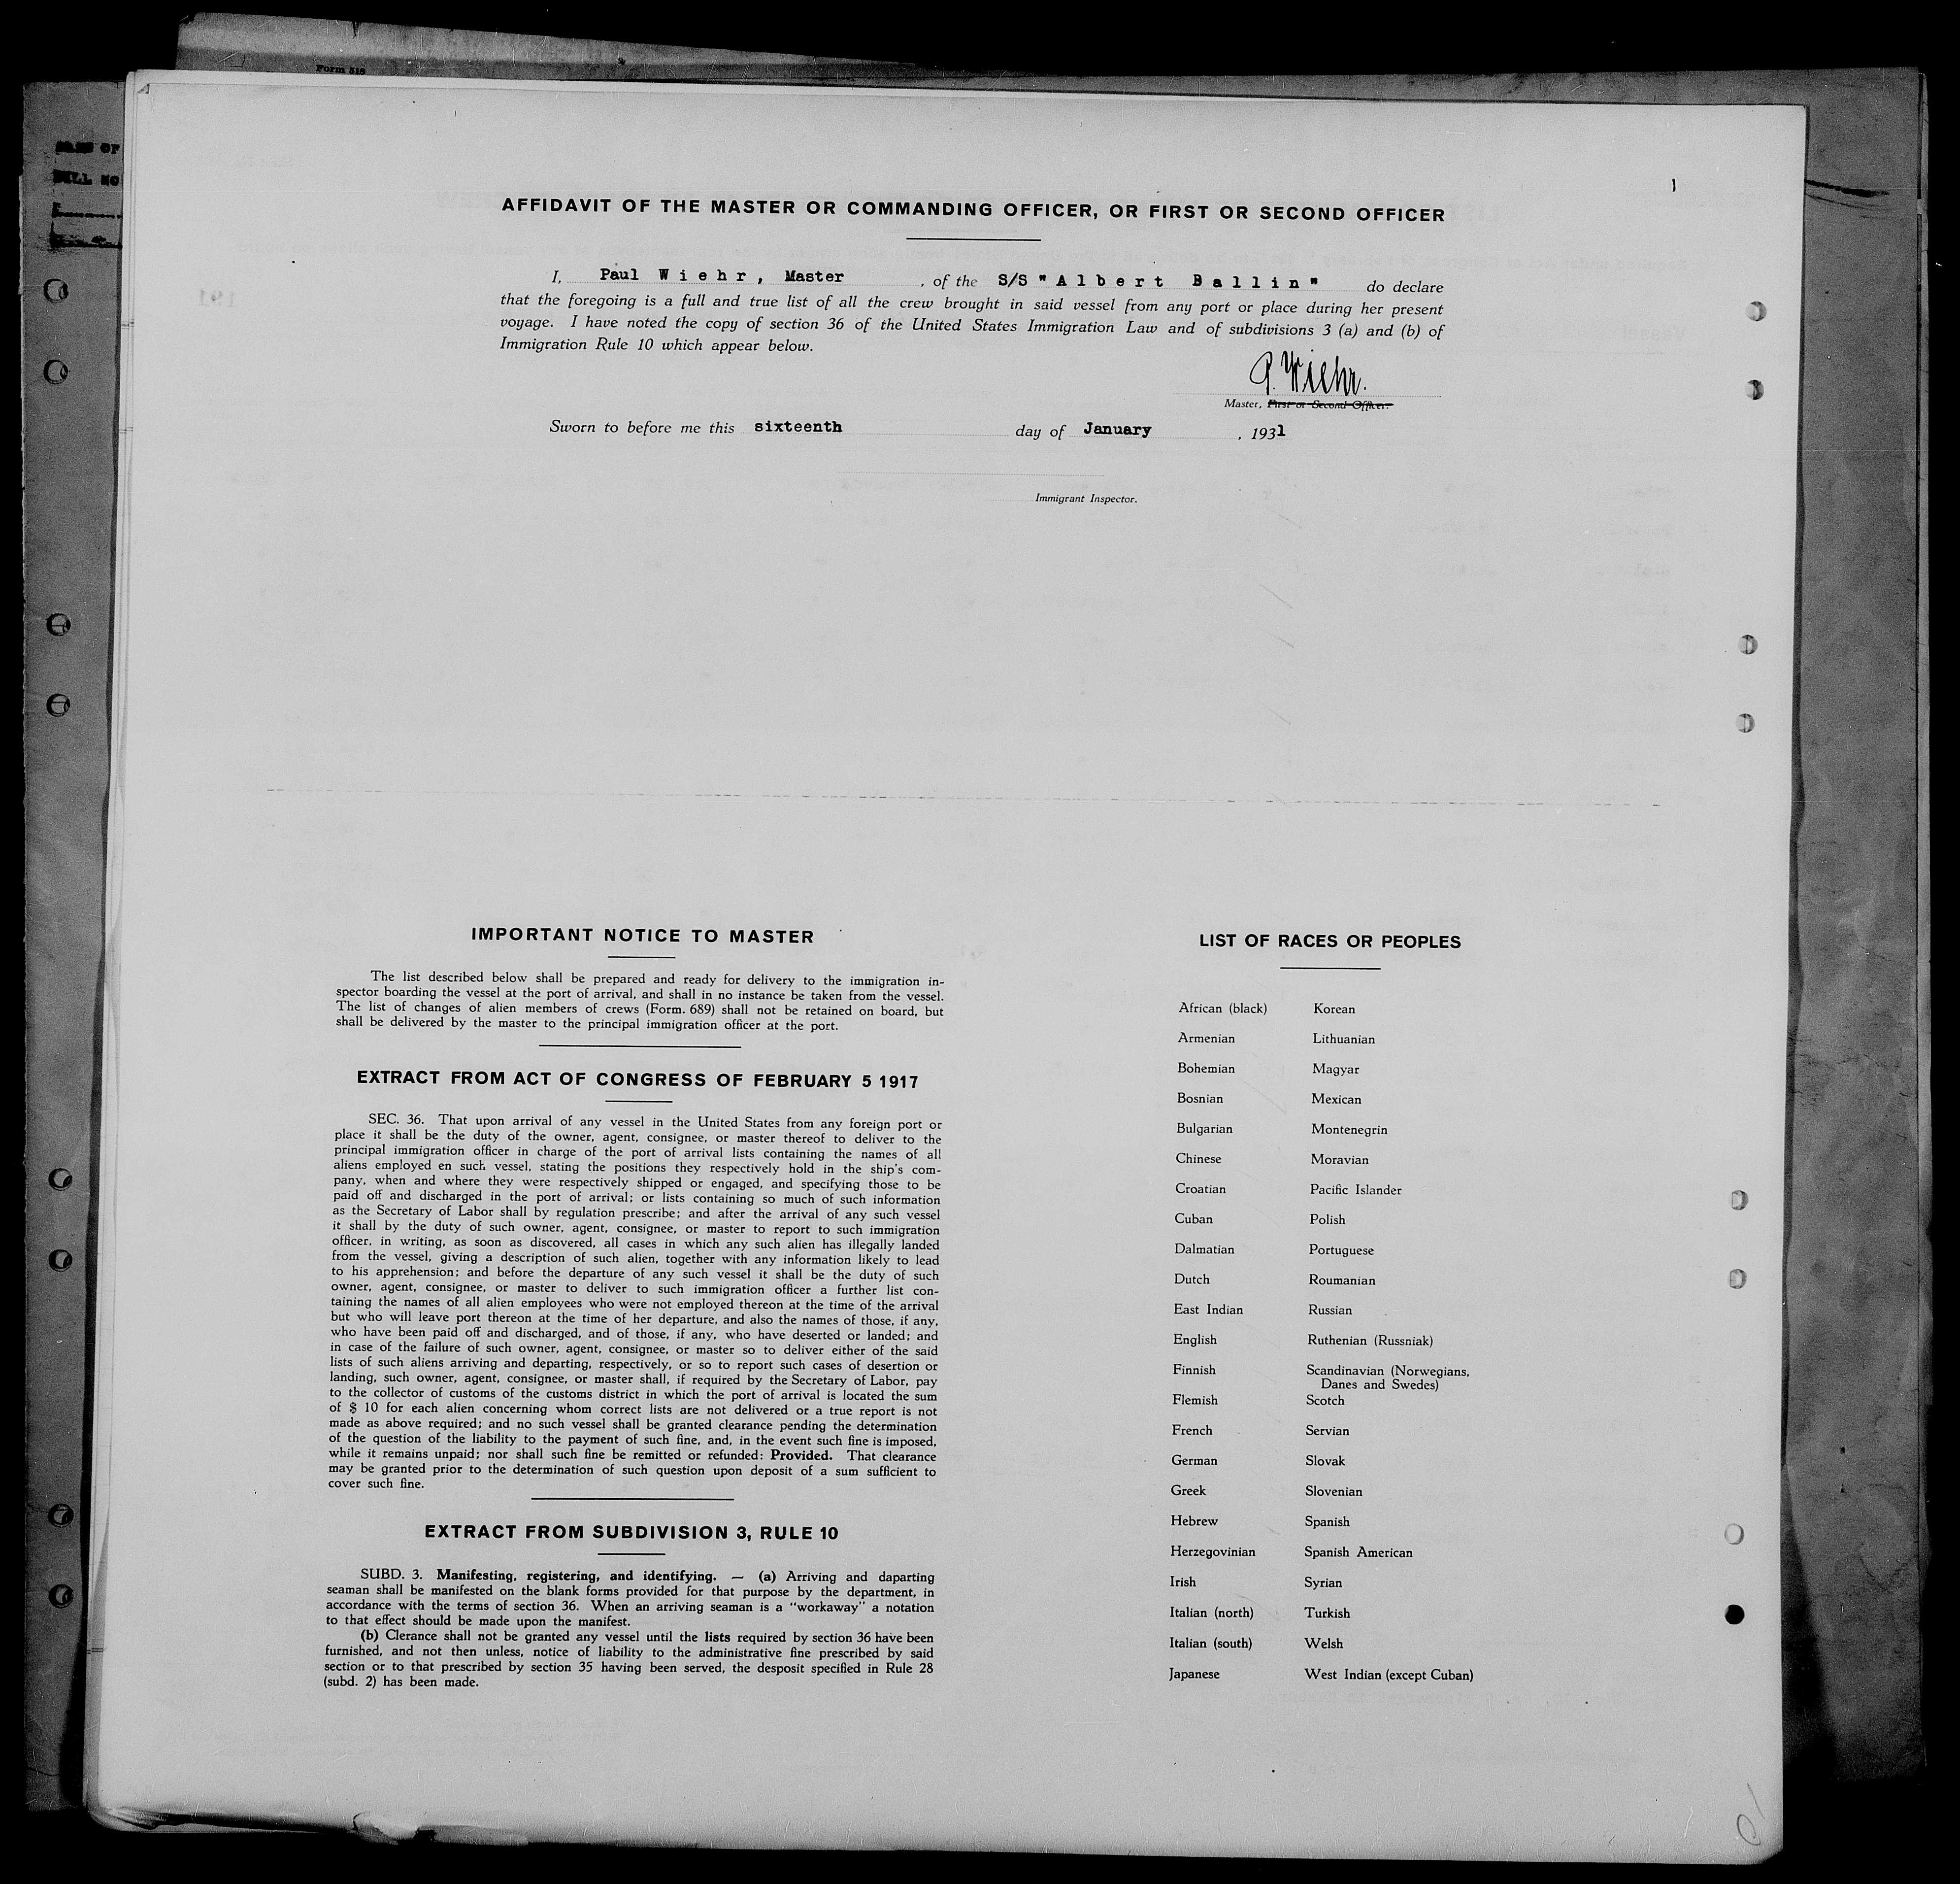 Form 516
AFFIDAVIT OF THE MASTER OR COMMANDING OFFICER, OR FIRST OR SECOND OFFICER
I, Paul Wiehr, Master, of the S/S "Albert Ballin" do declare
that the foregoing is a full and true list of all the crew brought in said vessel from any port or place during her present
voyage. I have noted the copy of section 36 of the United States Immigration Law and of subdivisions 3 (a) and (b) of
Immigration Rule 10 which appear below.
P. Wiehr.
Master, First or Second Officer.
Sworn to before me this sixteenth day of January, 1931
Immigrant Inspector.
IMPORTANT NOTICE TO MASTER
The list described below shall be prepared and ready for delivery to the immigration in-
spector boarding the vessel at the port of arrival, and shall in no instance be taken from the vessel.
The list of changes of alien members of crews (Form. 689) shall not be retained on board, but
shall be delivered by the master to the principal immigration officer at the port.
EXTRACT FROM ACT OF CONGRESS OF FEBRUARY 5 1917
SEC. 36. That upon arrival of any vessel in the United States from any foreign port or
place it shall be the duty of the owner, agent, consignee, or master thereof to deliver to the
principal immigration officer in charge of the port of arrival lists containing the names of all
aliens employed en such vessel, stating the positions they respectively hold in the ship's com-
pany, when and where they were respectively shipped or engaged, and specifying those to be
paid off and discharged in the port of arrival; or lists containing so much of such information
as the Secretary of Labor shall by regulation prescribe; and after the arrival of any such vessel
it shall by the duty of such owner, agent, consignee, or master to report to such immigration
officer, in writing, as soon as discovered, all cases in which any such alien has illegally landed
from the vessel, giving a description of such alien, together with any information likely to lead
to his apprehension; and before the departure of any such vessel it shall be the duty of such
owner, agent, consignee, or master to deliver to such immigration officer a further list con-
taining the names of all alien employees who were not employed thereon at the time of the arrival
but who will leave port thereon at the time of her departure, and also the names of those, if any,
who have been paid off and discharged, and of those, if any, who have deserted or landed; and
in case of the failure of such owner, agent, consignee, or master so to deliver either of the said
lists of such aliens arriving and departing, respectively, or so to report such cases of desertion or
landing, such owner, agent, consignee, or master shall, if required by the Secretary of Labor, pay
to the collector of customs of the customs district in which the port of arrival is located the sum
of $ 10 for each alien concerning whom correct lists are not delivered or a true report is not
made as above required; and no such vessel shall be granted clearance pending the determination
of the question of the liability to the payment of such fine, and, in the event such fine is imposed,
while it remains unpaid; nor shall such fine be remitted or refunded: Provided. That clearance
may be granted prior to the determination of such question upon deposit of a sum sufficient to
cover such fine.
EXTRACT FROM SUBDIVISION 3, RULE 10
SUBD. 3. Manifesting, registering, and identifying. — (a) Arriving and daparting
seaman shall be manifested on the blank forms provided for that purpose by the department, in
accordance with the terms of section 36. When an arriving seaman is a "workaway" a notation
to that effect should be made upon the manifest.
(b) Clerance shall not be granted any vessel until the lists required by section 36 have been
furnished, and not then unless, notice of liability to the administrative fine prescribed by said
section or to that prescribed by section 35 having been served, the desposit specified in Rule 28
(subd. 2) has been made.
LIST OF RACES OR PEOPLES
African (black) Korean
Armenian Lithuanian
Bohemian Magyar
Bosnian Mexican
Bulgarian Montenegrin
Chinese Moravian
Croatian Pacific Islander
Cuban Polish
Dalmatian Portuguese
Dutch Roumanian
East Indian Russian
English Ruthenian (Russniak)
Finnish Scandinavian (Norwegians,
Danes and Swedes)
Flemish Scotch
French Servian
German Slovak
Greek Slovenian
Hebrew Spanish
Herzegovinian Spanish American
Irish Syrian
Italian (north) Turkish
Italian (south) Welsh
Japanese West Indian (except Cuban)